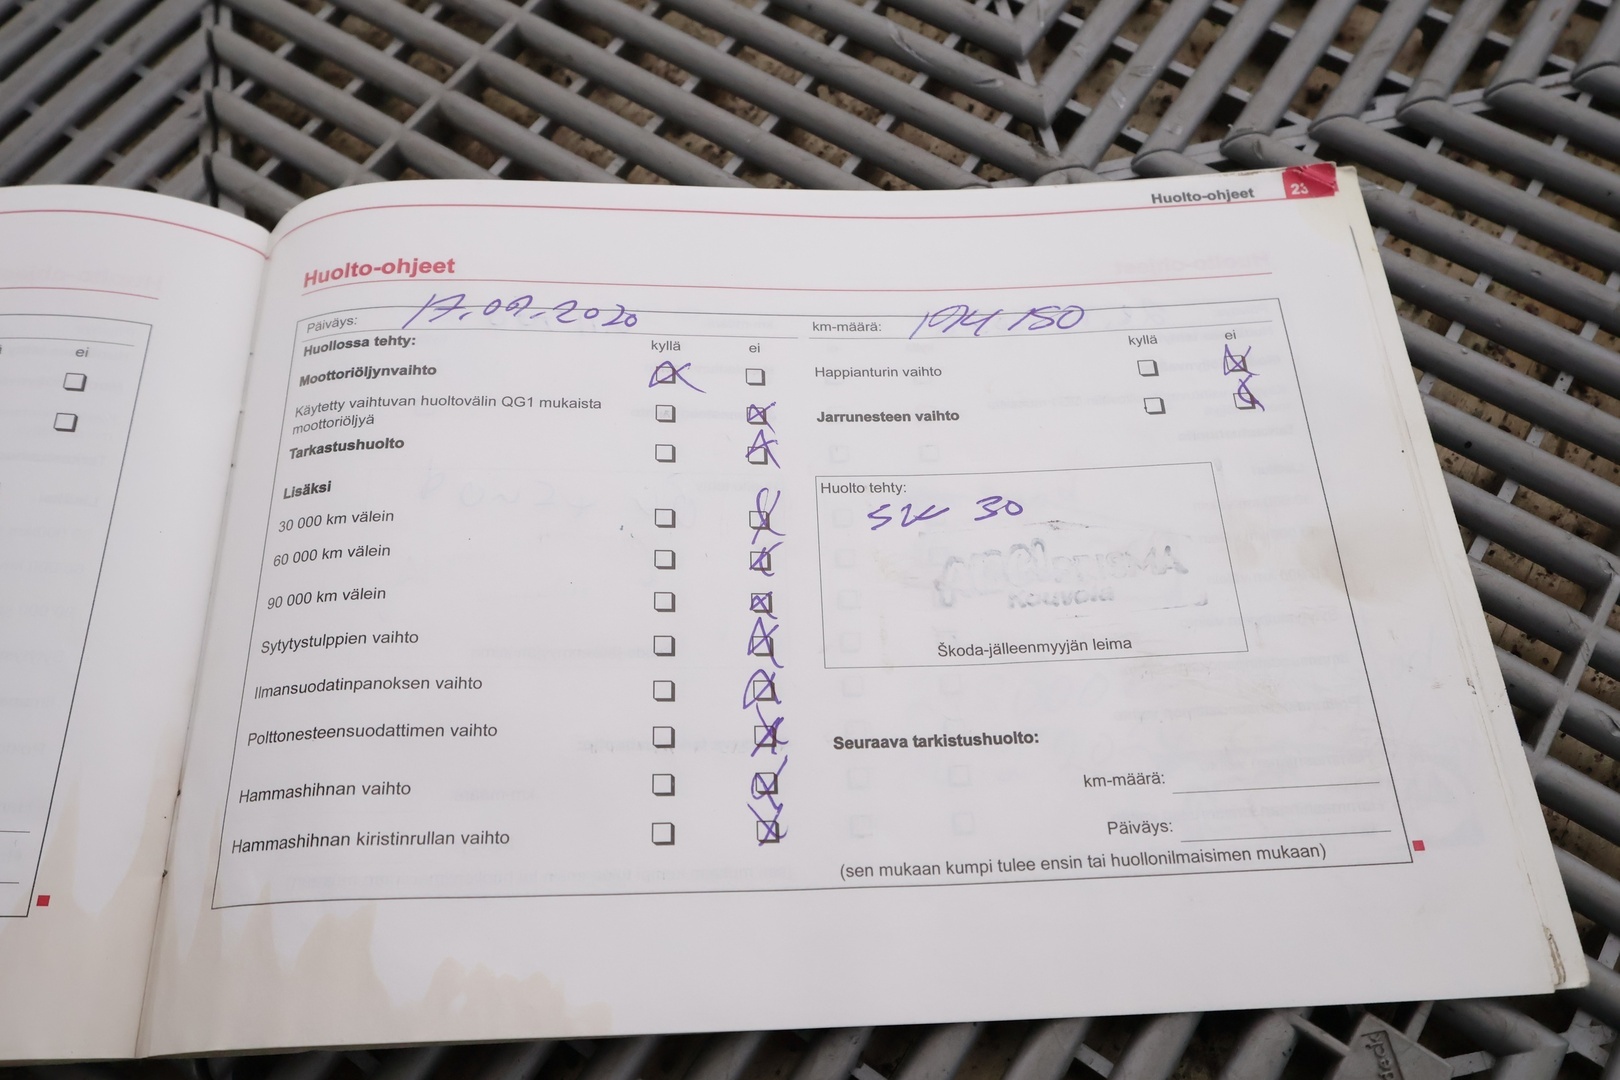 Huolto-ohjeet 23
Huolto-ohjeet
Päiväys: 17.09.2020
km-määrä: 194 150
Huollossa tehty:
kyllä ei
kyllä ei
Moottoriöljynvaihto
Happianturin vaihto
Käytetty vaihtuvan huoltovälin QG1 mukaista
moottoriöljyä
Jarrunesteen vaihto
Tarkastushuolto
Lisäksi
30 000 km välein
60 000 km välein
90 000 km välein
Sytytystulppien vaihto
Ilmansuodatinpanoksen vaihto
Polttonesteensuodattimen vaihto
Hammashihnan vaihto
Hammashihnan kiristinrullan vaihto
Huolto tehty:
5W 30
Škoda-jälleenmyyjän leima
Seuraava tarkistushuolto:
km-määrä:
Päiväys:
(sen mukaan kumpi tulee ensin tai huollonilmaisimen mukaan)
ei